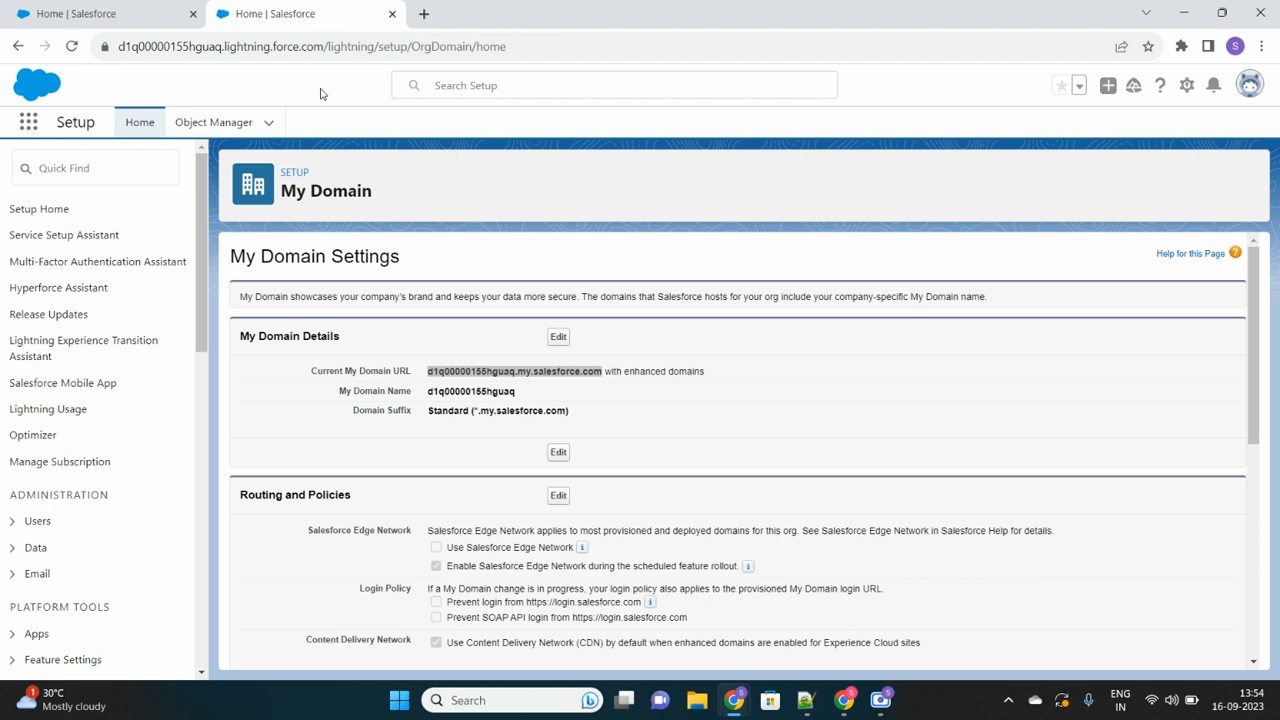 Home | Salesforce
Home | Salesforce
d1q00000155hguaq.lightning.force.com/lightning/setup/OrgDomain/home
S
Search Setup
Setup
Home
Object Manager
Quick Find
Setup Home
Service Setup Assistant
Multi-Factor Authentication Assistant
Hyperforce Assistant
Release Updates
Lightning Experience Transition
Assistant
Salesforce Mobile App
Lightning Usage
Optimizer
Manage Subscription
ADMINISTRATION
Users
Data
Email
PLATFORM TOOLS
Apps
Feature Settings
SETUP
My Domain
My Domain Settings
Help for this Page ?
My Domain showcases your company's brand and keeps your data more secure. The domains that Salesforce hosts for your org include your company-specific My Domain name.
My Domain Details Edit
Current My Domain URL d1q00000155hguaq.my.salesforce.com with enhanced domains
My Domain Name d1q00000155hguaq
Domain Suffix Standard (*.my.salesforce.com)
Edit
Routing and Policies Edit
Salesforce Edge Network Salesforce Edge Network applies to most provisioned and deployed domains for this org. See Salesforce Edge Network in Salesforce Help for details.
Use Salesforce Edge Network i
Enable Salesforce Edge Network during the scheduled feature rollout. i
Login Policy If a My Domain change is in progress, your login policy also applies to the provisioned My Domain login URL.
Prevent login from https://login.salesforce.com i
Prevent SOAP API login from https://login.salesforce.com
Content Delivery Network Use Content Delivery Network (CDN) by default when enhanced domains are enabled for Experience Cloud sites
1
30°C
Mostly cloudy
Search
ENG
IN
13:54
16-09-2023